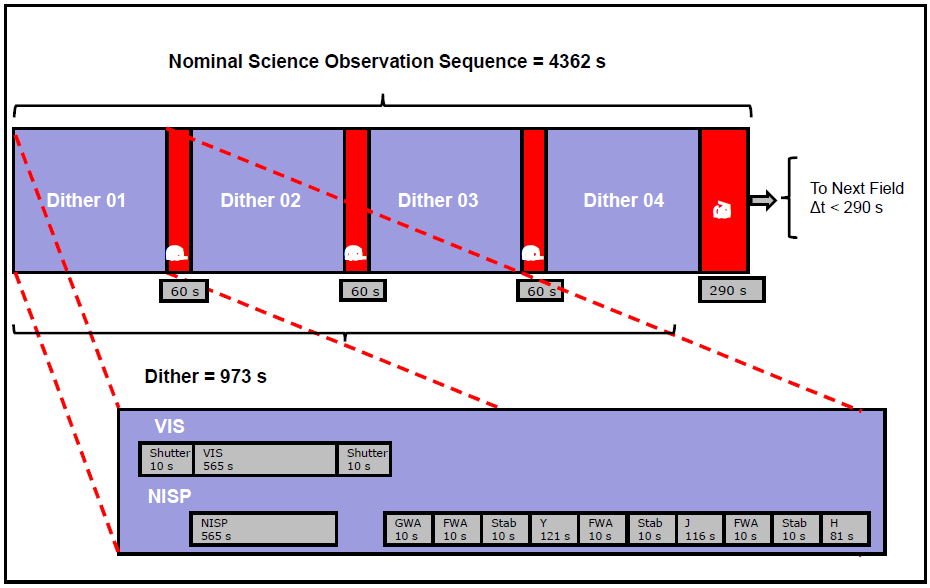 Nominal Science Observation Sequence = 4362 s
Dither 01
Dither 02
Dither 03
Dither 04
To Next Field
Δt < 290 s
60 s
60 s
60 s
290 s
Dither = 973 s
VIS
Shutter
10 s
VIS
565 s
Shutter
10 s
NISP
NISP
565 s
GWA
10 s
FWA
10 s
Stab
10 s
Y
121 s
FWA
10 s
Stab
10 s
J
116 s
FWA
10 s
Stab
10 s
H
81 s